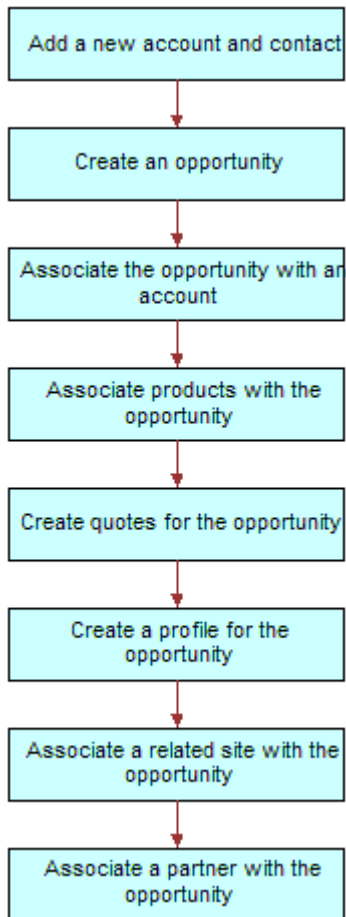 Add a new account and contact
Create an opportunity
Associate the opportunity with an
account
Associate products with the
opportunity
Create quotes for the opportunity
Create a profile for the
opportunity
Associate a related site with the
opportunity
Associate a partner with the
opportunity